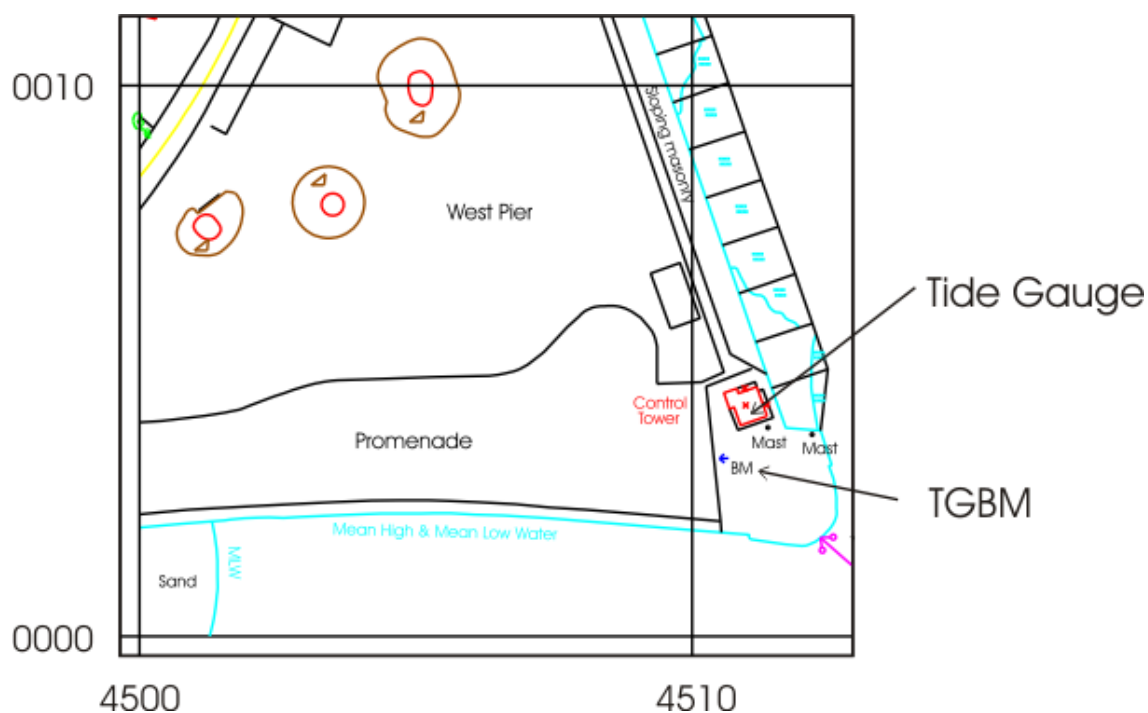 0010
Sloping masonry
West Pier
Tide Gauge
Control
Tower
Promenade
Mast
Mast
BM
TGBM
Mean High & Mean Low Water
MLW
Sand
0000
4500
4510